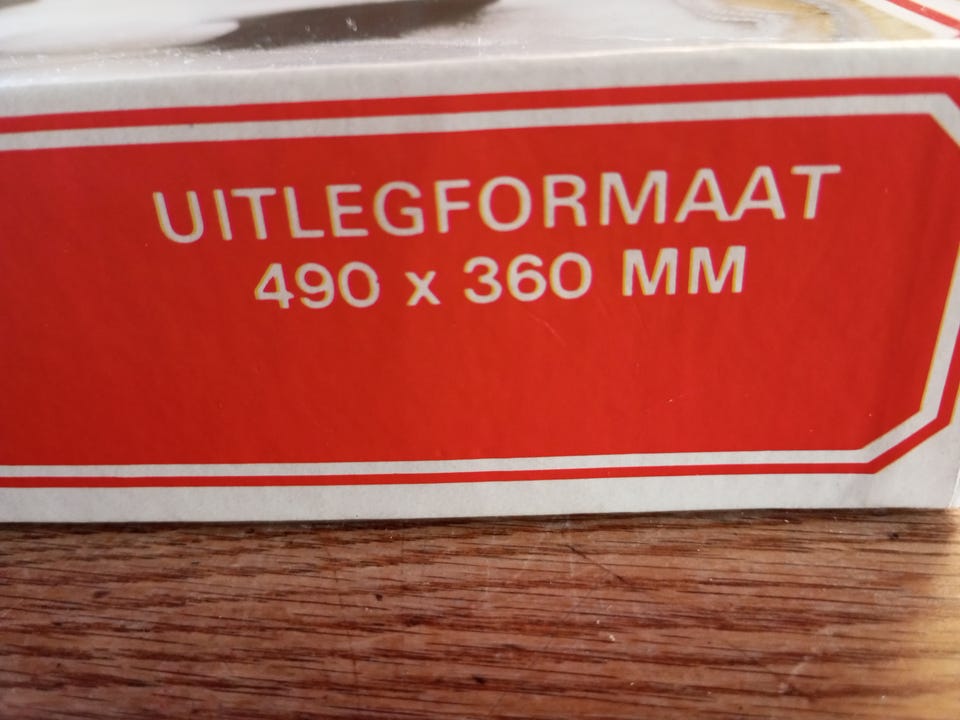 UITLEGFORMAAT
490 x 360 MM